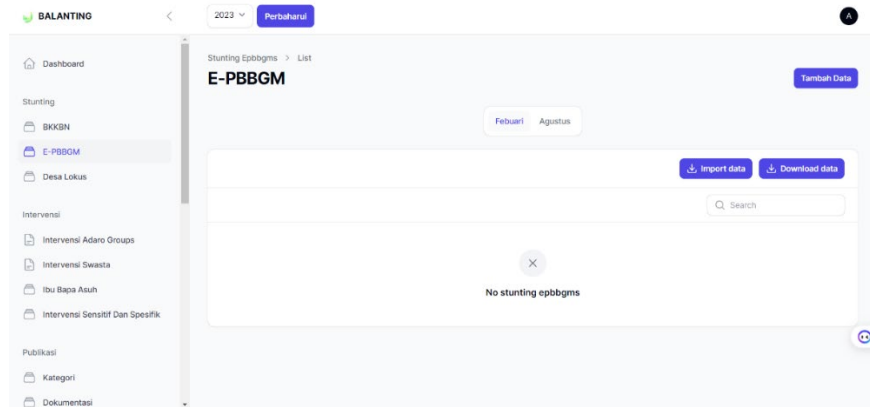 BALANTING
2023
Perbaharui
A
Dashboard
Stunting
BKKBN
E-PBBGM
Desa Lokus
Intervensi
Intervensi Adaro Groups
Intervensi Swasta
Ibu Bapa Asuh
Intervensi Sensitif Dan Spesifik
Publikasi
Kategori
Dokumentasi
Stunting Epbbgms > List
E-PBBGM
Tambah Data
Febuari Agustus
Import data Download data
Search
No stunting epbbgms